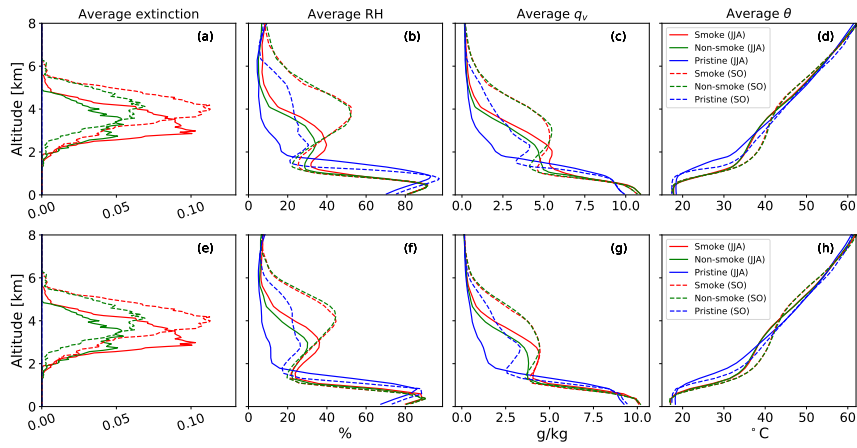 Average extinction
Average RH
Average qᵥ
Average θ
(a)
(b)
(c)
(d)
Altitude [km]
8
6
4
2
0
0.00
0.05
0.10
0
20
40
60
80
0.0
2.5
5.0
7.5
10.0
20
30
40
50
60
Smoke (JJA)
Non-smoke (JJA)
Pristine (JJA)
Smoke (SO)
Non-smoke (SO)
Pristine (SO)
(e)
(f)
(g)
(h)
Altitude [km]
8
6
4
2
0
0.00
0.05
0.10
0
20
40
60
80
%
0.0
2.5
5.0
7.5
10.0
g/kg
20
30
40
50
60
°C
Smoke (JJA)
Non-smoke (JJA)
Pristine (JJA)
Smoke (SO)
Non-smoke (SO)
Pristine (SO)